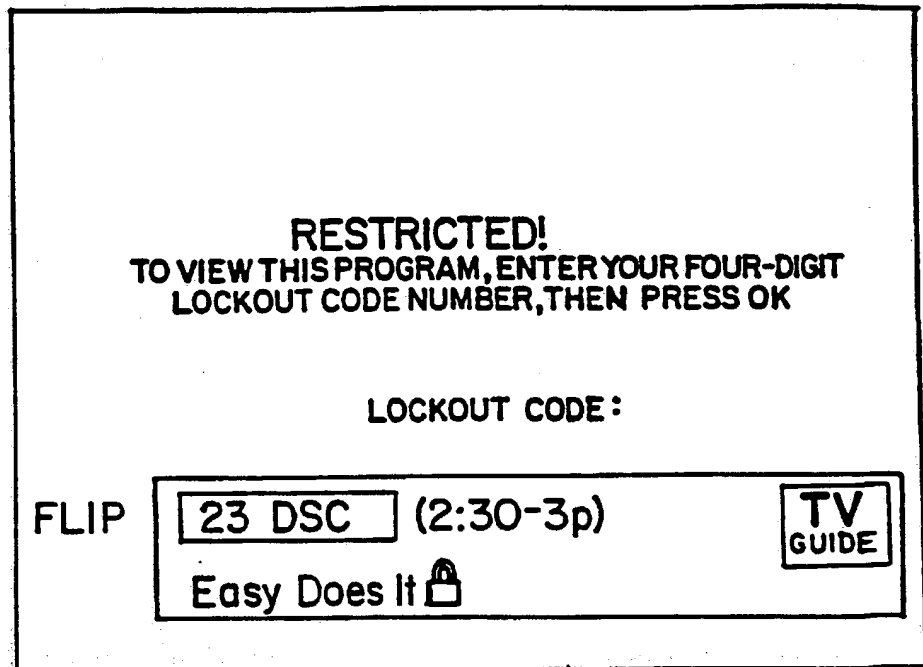 RESTRICTED!
TO VIEW THIS PROGRAM, ENTER YOUR FOUR-DIGIT
LOCKOUT CODE NUMBER, THEN PRESS OK
LOCKOUT CODE:
FLIP
23 DSC (2:30-3p)
TV
GUIDE
Easy Does It